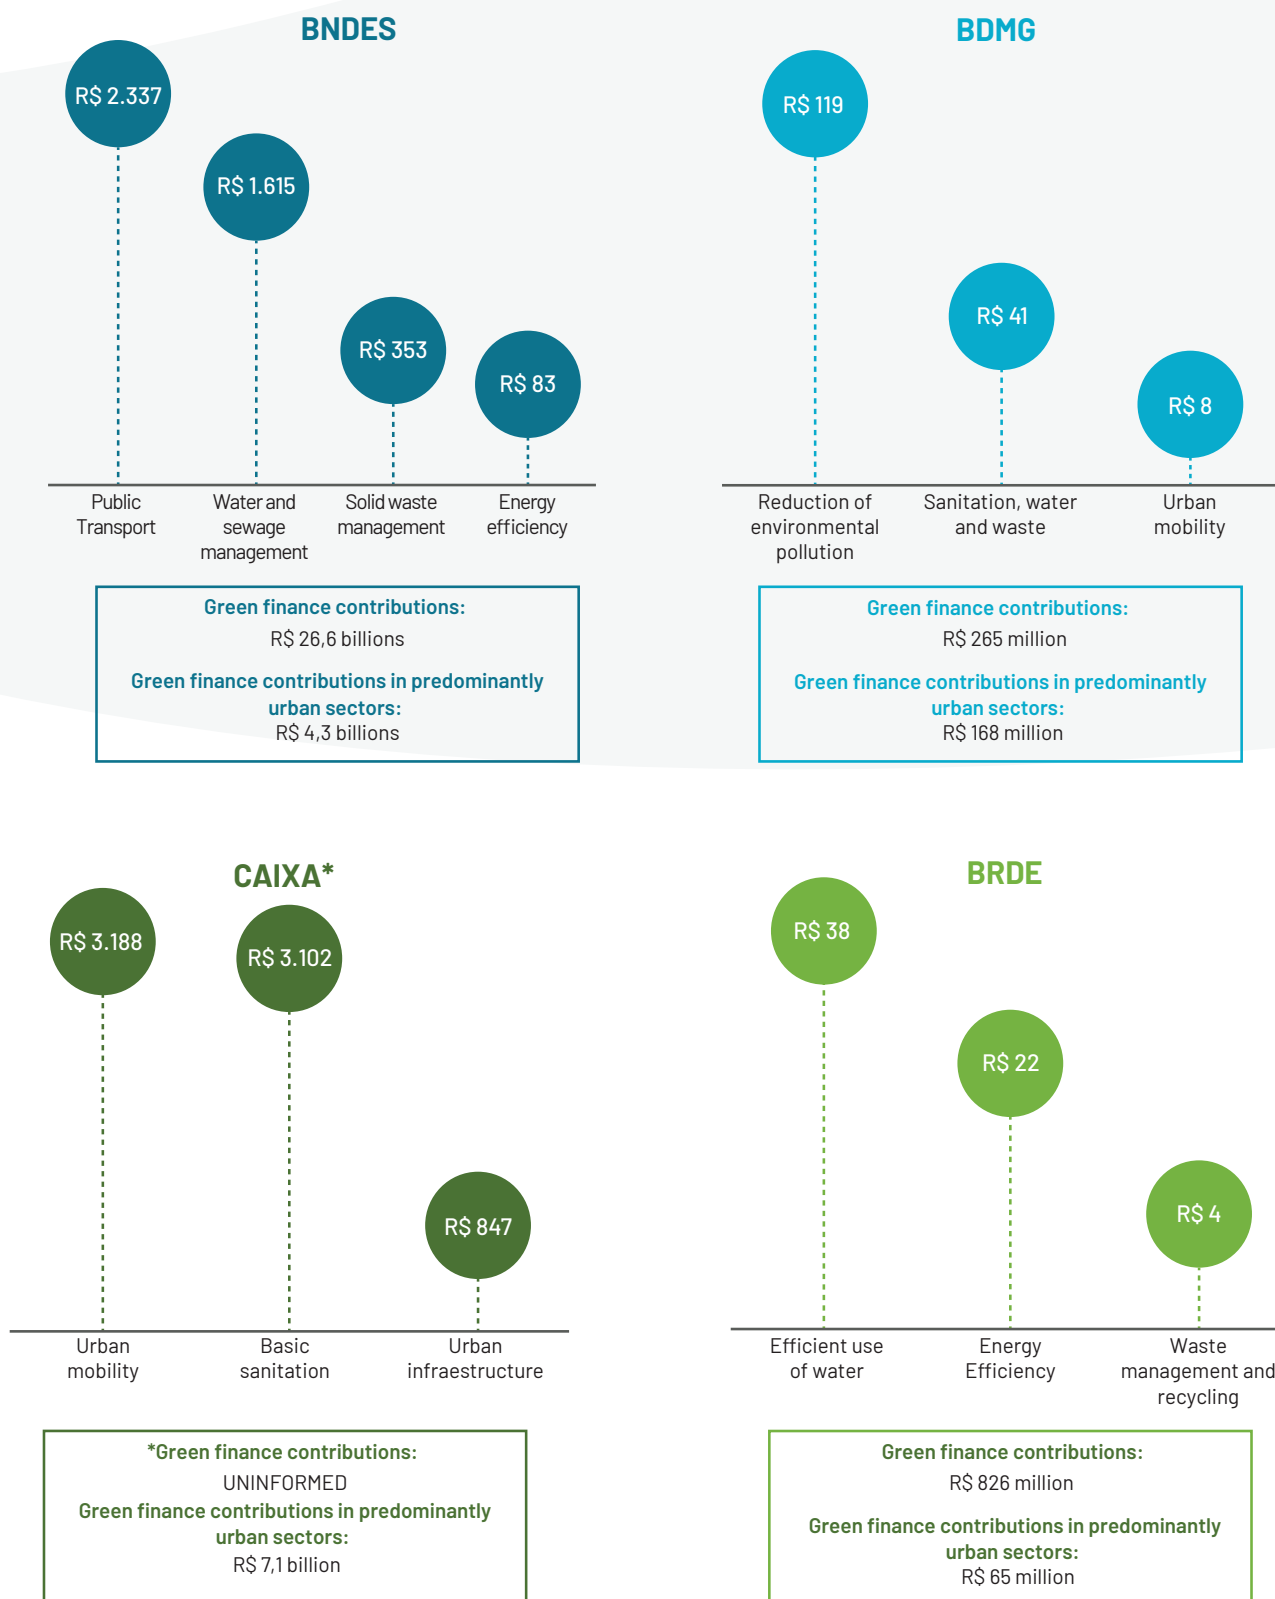 BNDES
R$ 2.337
R$ 1.615
R$ 353
R$ 83
Public
Transport
Water and
sewage
management
Solid waste
management
Energy
efficiency
Green finance contributions:
R$ 26,6 billions
Green finance contributions in predominantly
urban sectors:
R$ 4,3 billions
BDMG
R$ 119
R$ 41
R$ 8
Reduction of
environmental
pollution
Sanitation, water
and waste
Urban
mobility
Green finance contributions:
R$ 265 million
Green finance contributions in predominantly
urban sectors:
R$ 168 million
CAIXA*
R$ 3.188
R$ 3.102
R$ 847
Urban
mobility
Basic
sanitation
Urban
infraestructure
*Green finance contributions:
UNINFORMED
Green finance contributions in predominantly
urban sectors:
R$ 7,1 billion
BRDE
R$ 38
R$ 22
R$ 4
Efficient use
of water
Energy
Efficiency
Waste
management and
recycling
Green finance contributions:
R$ 826 million
Green finance contributions in predominantly
urban sectors:
R$ 65 million